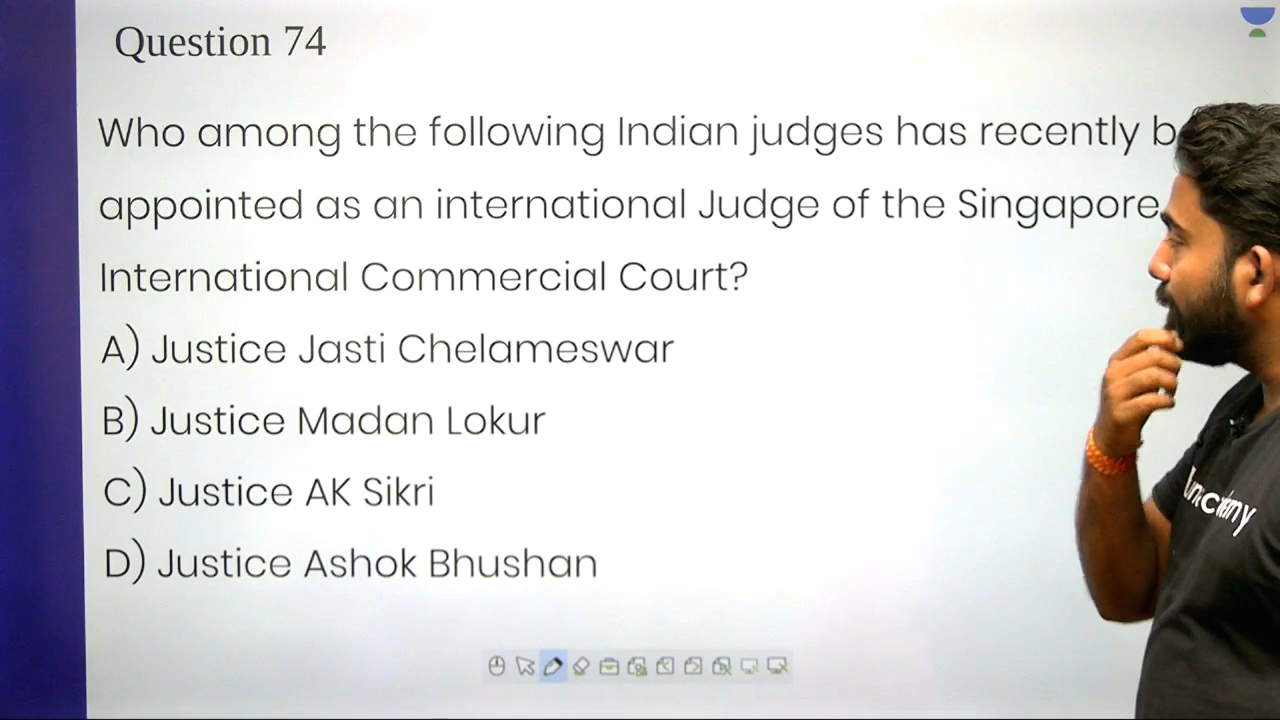 Question 74
Who among the following Indian judges has recently
appointed as an international Judge of the Singapore
International Commercial Court?
A) Justice Jasti Chelameswar
B) Justice Madan Lokur
C) Justice AK Sikri
D) Justice Ashok Bhushan